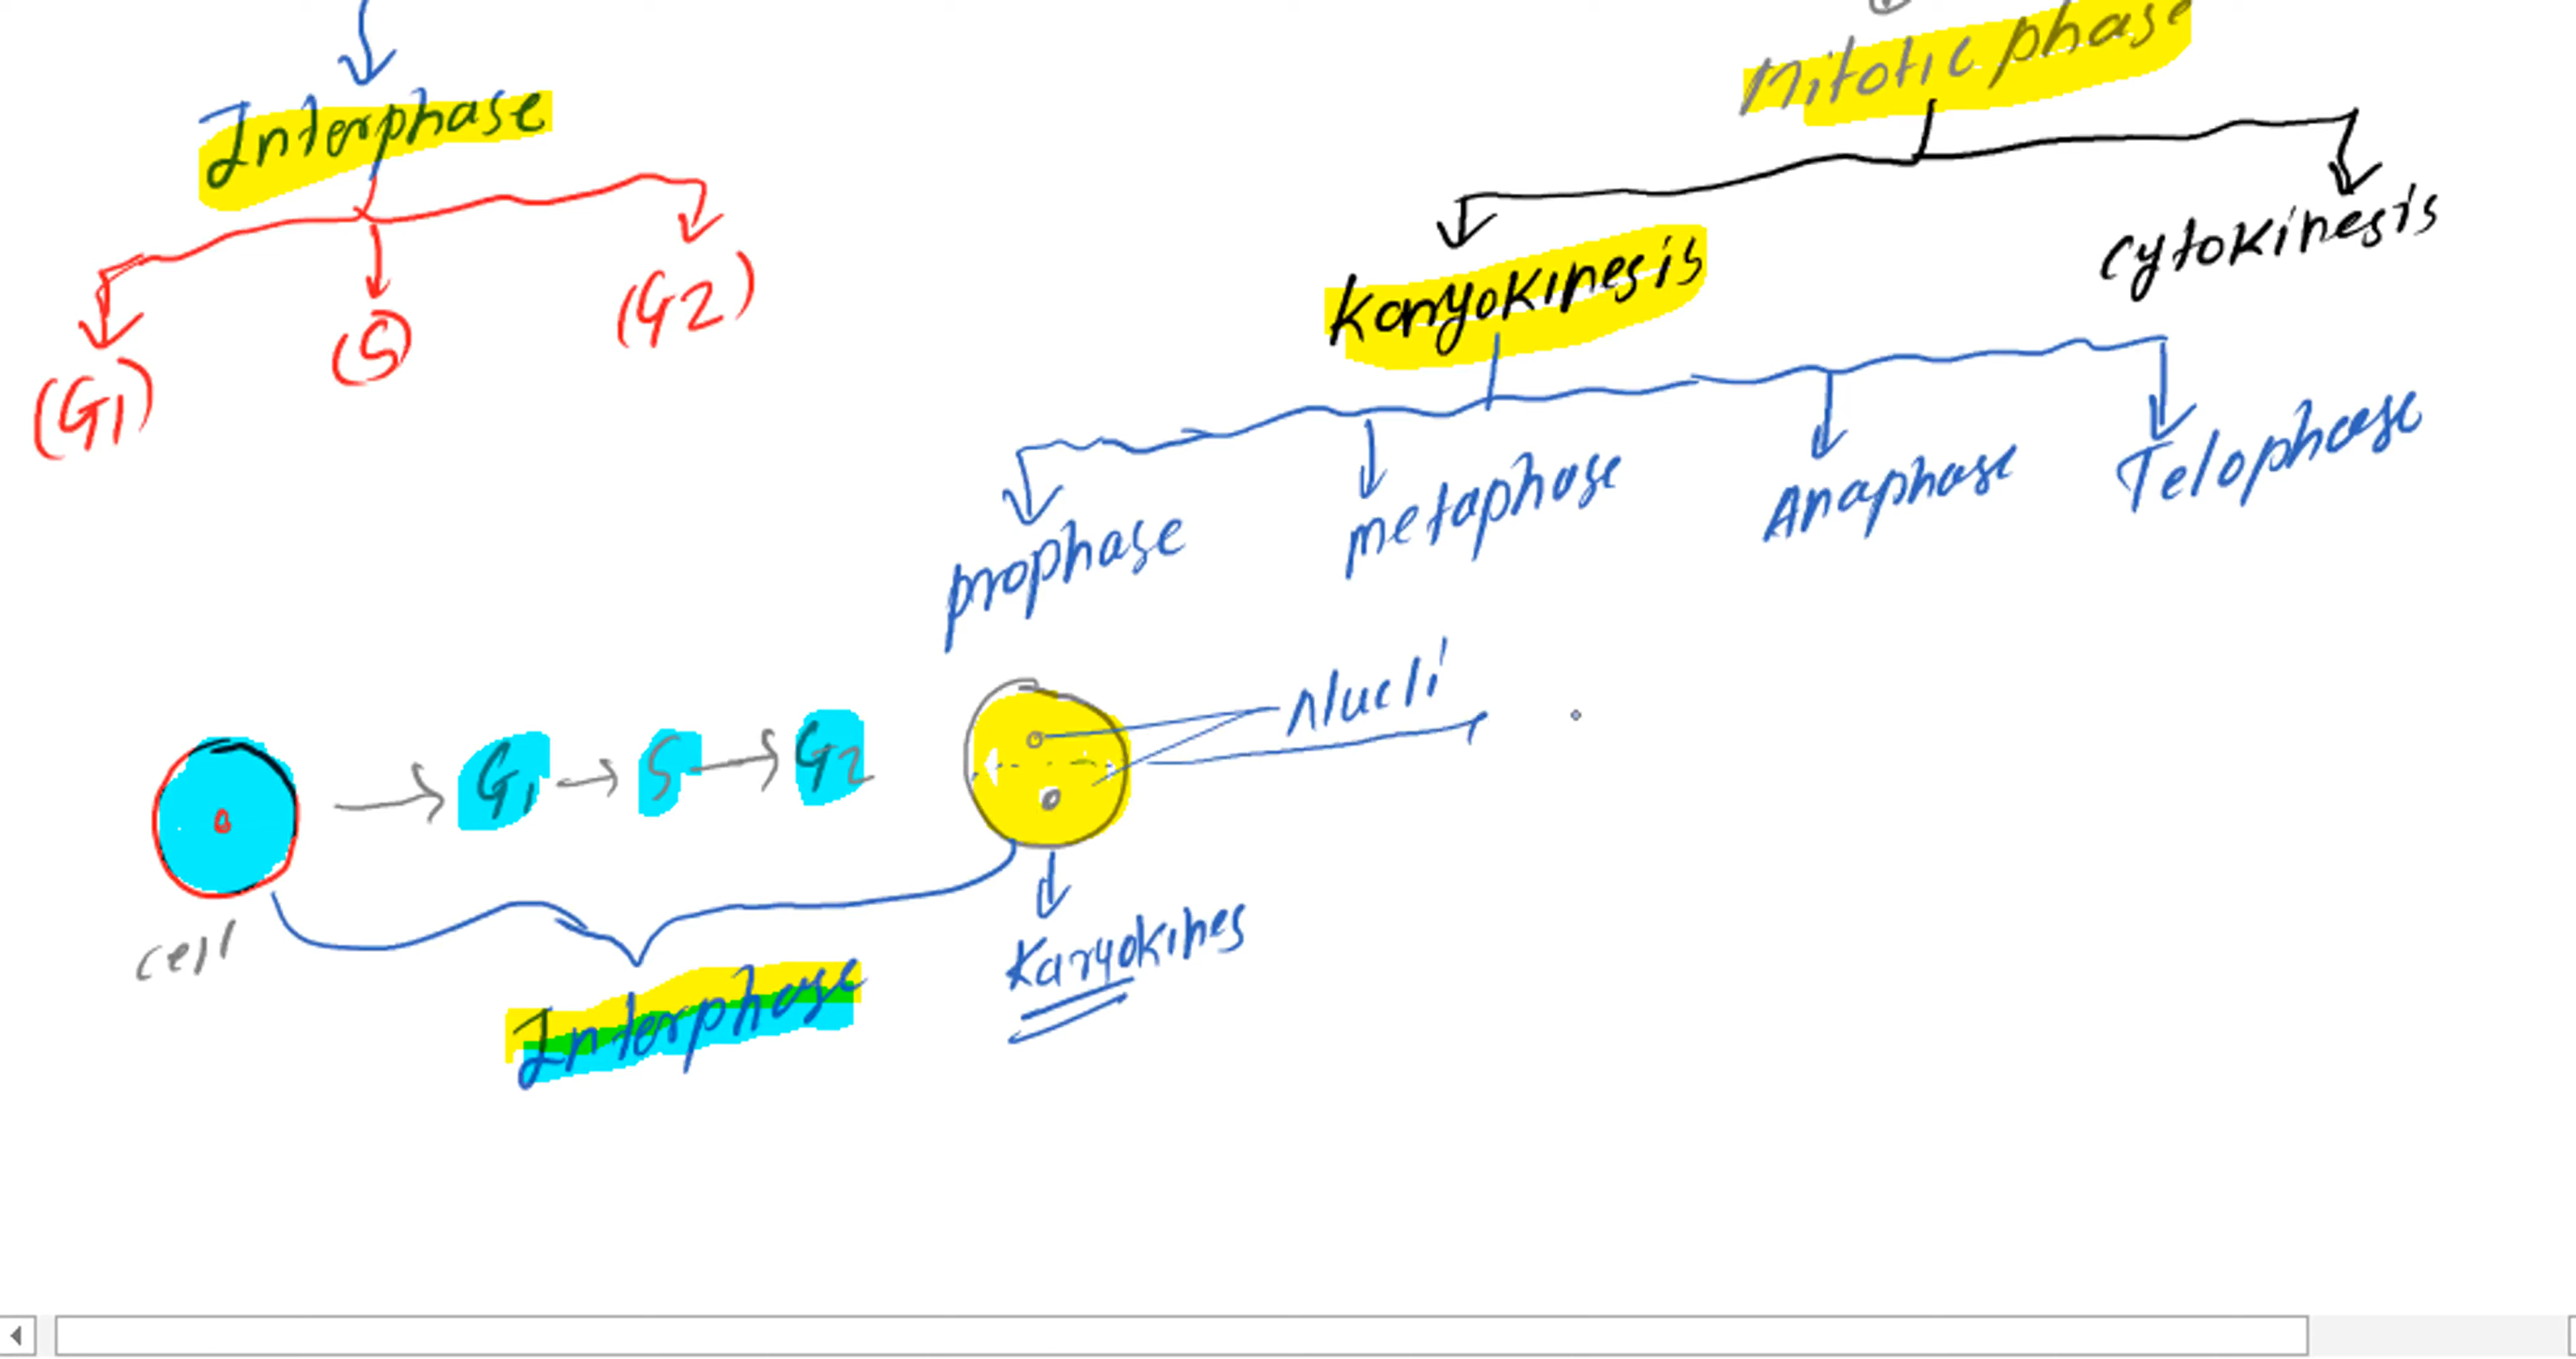 Mitotic phase
Interphase
Cytokinesis
Karyokinesis
(G1)
(S)
(G2)
prophase
metaphase
Anaphase
Telophase
Nucli
G1 → S → G2
cell
Karyokines
Interphase